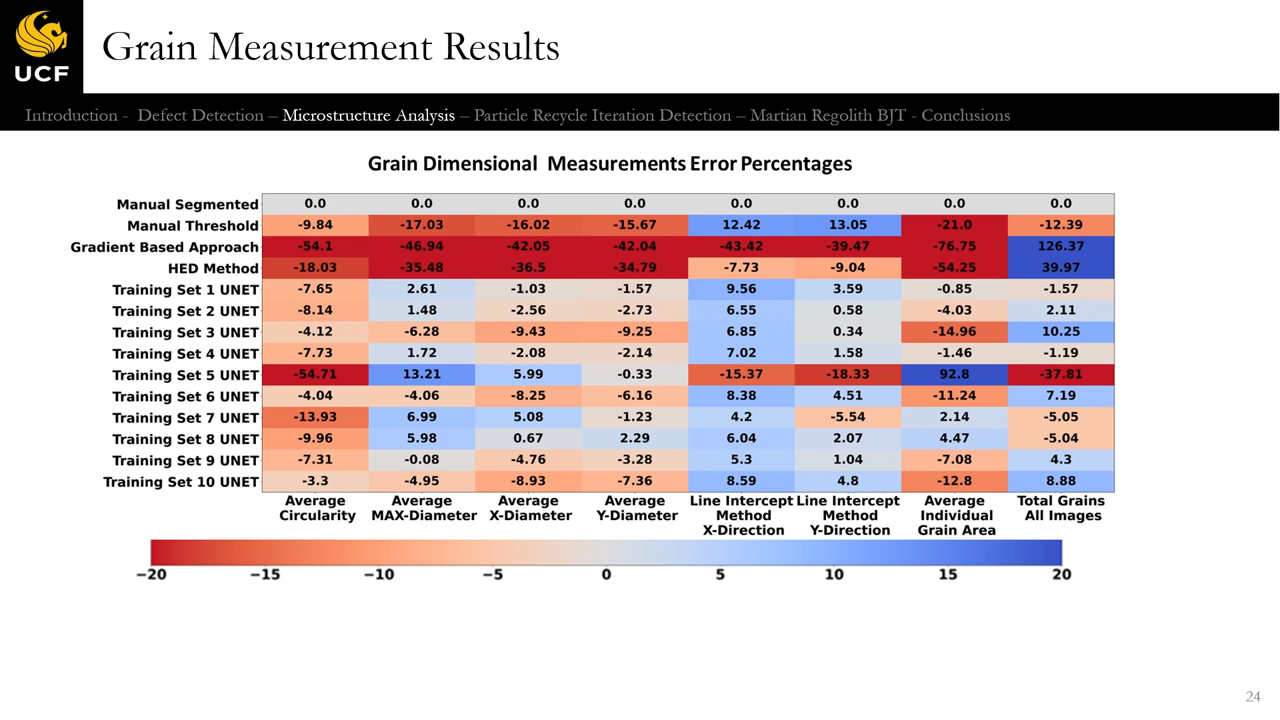 UCF
Grain Measurement Results
Introduction - Defect Detection – Microstructure Analysis – Particle Recycle Iteration Detection – Martian Regolith BJT - Conclusions
Grain Dimensional Measurements Error Percentages
Manual Segmented 0.0 0.0 0.0 0.0 0.0 0.0 0.0 0.0
Manual Threshold -9.84 -17.03 -16.02 -15.67 12.42 13.05 -21.0 -12.39
Gradient Based Approach -54.1 -46.94 -42.05 -42.04 -43.42 -39.47 -76.75 126.37
HED Method -18.03 -35.48 -36.5 -34.79 -7.73 -9.04 -54.25 39.97
Training Set 1 UNET -7.65 2.61 -1.03 -1.57 9.56 3.59 -0.85 -1.57
Training Set 2 UNET -8.14 1.48 -2.56 -2.73 6.55 0.58 -4.03 2.11
Training Set 3 UNET -4.12 -6.28 -9.43 -9.25 6.85 0.34 -14.96 10.25
Training Set 4 UNET -7.73 1.72 -2.08 -2.14 7.02 1.58 -1.46 -1.19
Training Set 5 UNET -54.71 13.21 5.99 -0.33 -15.37 -18.33 92.8 -37.81
Training Set 6 UNET -4.04 -4.06 -8.25 -6.16 8.38 4.51 -11.24 7.19
Training Set 7 UNET -13.93 6.99 5.08 -1.23 4.2 -5.54 2.14 -5.05
Training Set 8 UNET -9.96 5.98 0.67 2.29 6.04 2.07 4.47 -5.04
Training Set 9 UNET -7.31 -0.08 -4.76 -3.28 5.3 1.04 -7.08 4.3
Training Set 10 UNET -3.3 -4.95 -8.93 -7.36 8.59 4.8 -12.8 8.88
Average Average Average Average Line Intercept Line Intercept Average Total Grains
Circularity MAX-Diameter X-Diameter Y-Diameter Method Method Individual All Images
X-Direction Y-Direction Grain Area
−20 −15 −10 −5 0 5 10 15 20
24